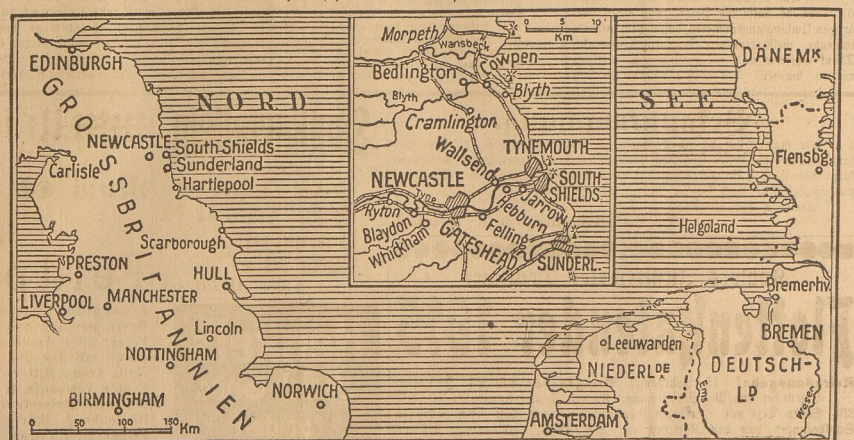 EDINBURGH
GROSSBRITANNIEN
NORD
SEE
DÄNEMK
NEWCASTLE
South Shields
Sunderland
Hartlepool
Carlisle
Scarborough
PRESTON
HULL
LIVERPOOL
MANCHESTER
Lincoln
NOTTINGHAM
BIRMINGHAM
NORWICH
0 50 100 150 Km
Morpeth
Wansbeck
Cowpen
Bedlington
Blyth
Blyth
Cramlington
Wallsend
TYNEMOUTH
NEWCASTLE
SOUTH
SHIELDS
Tyne
Jarrow
Ryton
Hebburn
Blaydon
Felling
Whickham
GATESHEAD
SUNDERL.
0 5 10
Km
Flensbg
Helgoland
Bremerhv.
BREMEN
Leeuwarden
NIEDERLDE
DEUTSCH-
LD
Ems
Weser
AMSTERDAM